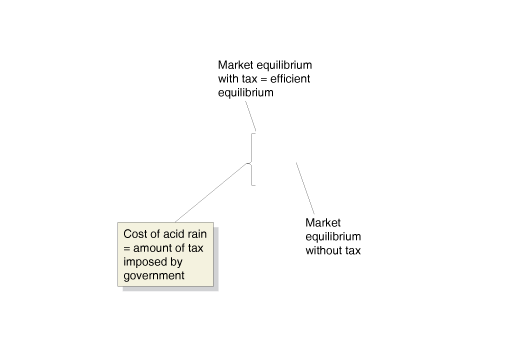 Market equilibrium
with tax = efficient
equilibrium
Cost of acid rain
= amount of tax
imposed by
government
Market
equilibrium
without tax